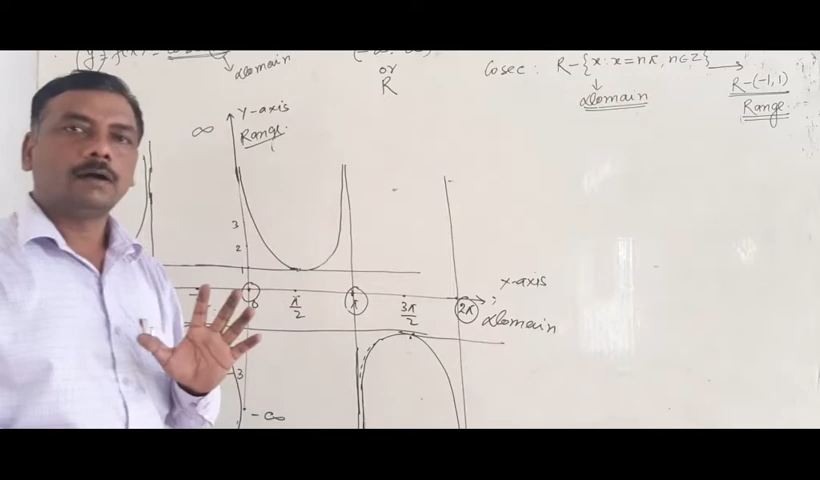 y = f(x)
domain
or
R
Cosec : R-{x: x=nπ, n∈Z}
domain
R-(-1,1)
Range
∞
y-axis
Range
3
2
1
0
π/2
π
3π/2
2π
x-axis
domain
-3
-∞